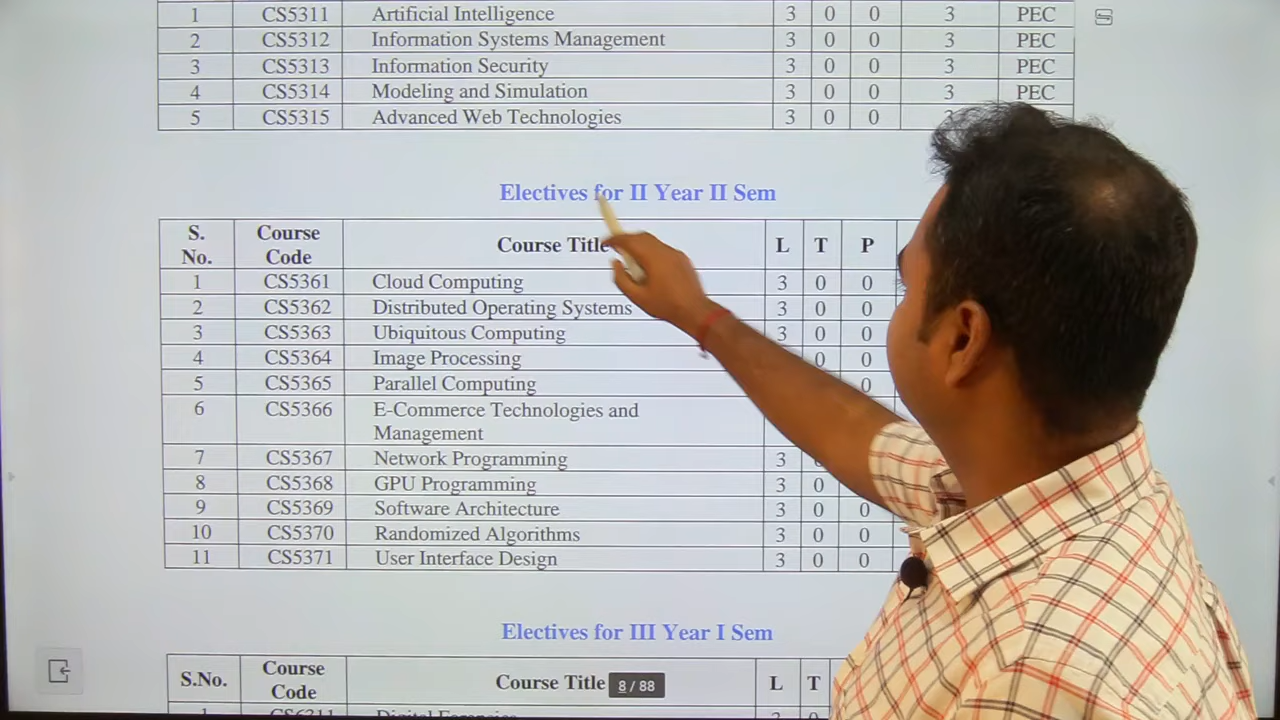 1 CS5311 Artificial Intelligence 3 0 0 3 PEC
2 CS5312 Information Systems Management 3 0 0 3 PEC
3 CS5313 Information Security 3 0 0 3 PEC
4 CS5314 Modeling and Simulation 3 0 0 3 PEC
5 CS5315 Advanced Web Technologies 3 0 0
Electives for II Year II Sem
S. No. Course Code Course Title L T P
1 CS5361 Cloud Computing 3 0 0
2 CS5362 Distributed Operating Systems 3 0 0
3 CS5363 Ubiquitous Computing 3 0 0
4 CS5364 Image Processing 0 0
5 CS5365 Parallel Computing 0
6 CS5366 E-Commerce Technologies and
Management
7 CS5367 Network Programming 3
8 CS5368 GPU Programming 3 0
9 CS5369 Software Architecture 3 0 0
10 CS5370 Randomized Algorithms 3 0 0
11 CS5371 User Interface Design 3 0 0
Electives for III Year I Sem
S.No. Course Code Course Title L T
8 / 88
1 CS6311 Digital Forensics